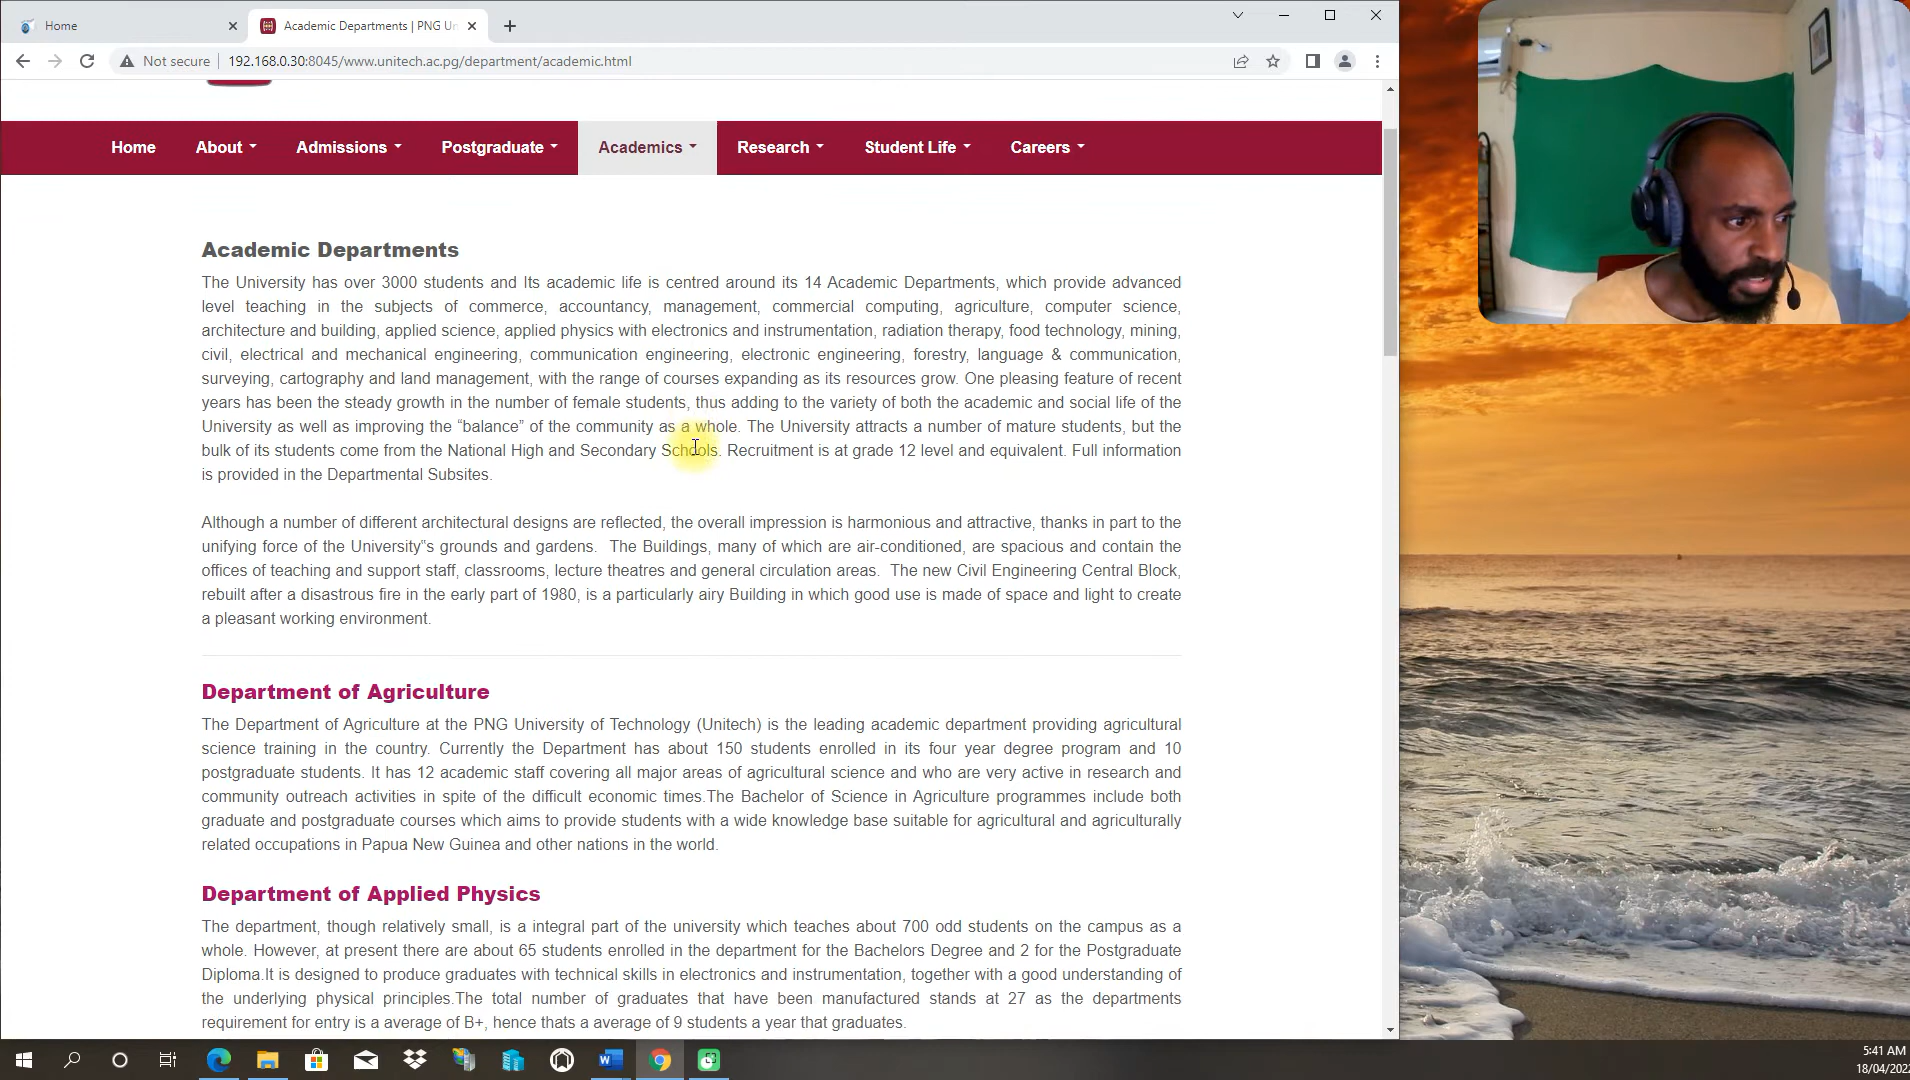 Home
Academic Departments | PNG Un
Not secure
192.168.0.30:8045/www.unitech.ac.pg/department/academic.html
Home About Admissions Postgraduate Academics Research Student Life Careers
Academic Departments
The University has over 3000 students and Its academic life is centred around its 14 Academic Departments, which provide advanced
level teaching in the subjects of commerce, accountancy, management, commercial computing, agriculture, computer science,
architecture and building, applied science, applied physics with electronics and instrumentation, radiation therapy, food technology, mining,
civil, electrical and mechanical engineering, communication engineering, electronic engineering, forestry, language & communication,
surveying, cartography and land management, with the range of courses expanding as its resources grow. One pleasing feature of recent
years has been the steady growth in the number of female students, thus adding to the variety of both the academic and social life of the
University as well as improving the “balance” of the community as a whole. The University attracts a number of mature students, but the
bulk of its students come from the National High and Secondary Schools. Recruitment is at grade 12 level and equivalent. Full information
is provided in the Departmental Subsites.
Although a number of different architectural designs are reflected, the overall impression is harmonious and attractive, thanks in part to the
unifying force of the University‟s grounds and gardens. The Buildings, many of which are air-conditioned, are spacious and contain the
offices of teaching and support staff, classrooms, lecture theatres and general circulation areas. The new Civil Engineering Central Block,
rebuilt after a disastrous fire in the early part of 1980, is a particularly airy Building in which good use is made of space and light to create
a pleasant working environment.
Department of Agriculture
The Department of Agriculture at the PNG University of Technology (Unitech) is the leading academic department providing agricultural
science training in the country. Currently the Department has about 150 students enrolled in its four year degree program and 10
postgraduate students. It has 12 academic staff covering all major areas of agricultural science and who are very active in research and
community outreach activities in spite of the difficult economic times.The Bachelor of Science in Agriculture programmes include both
graduate and postgraduate courses which aims to provide students with a wide knowledge base suitable for agricultural and agriculturally
related occupations in Papua New Guinea and other nations in the world.
Department of Applied Physics
The department, though relatively small, is a integral part of the university which teaches about 700 odd students on the campus as a
whole. However, at present there are about 65 students enrolled in the department for the Bachelors Degree and 2 for the Postgraduate
Diploma.It is designed to produce graduates with technical skills in electronics and instrumentation, together with a good understanding of
the underlying physical principles.The total number of graduates that have been manufactured stands at 27 as the departments
requirement for entry is a average of B+, hence thats a average of 9 students a year that graduates.
5:41 AM
18/04/2022